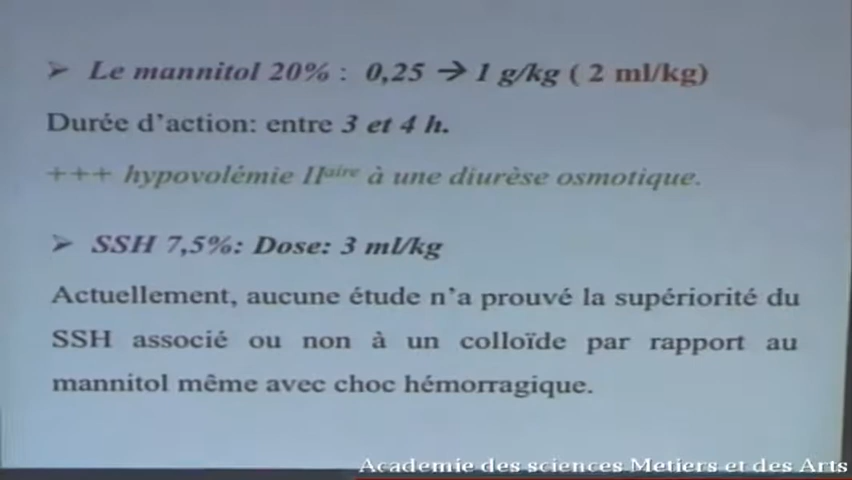 ➢ Le mannitol 20% : 0,25 → 1 g/kg ( 2 ml/kg)
Durée d'action: entre 3 et 4 h.
+++ hypovolémie IIaire à une diurèse osmotique.
➢ SSH 7,5%: Dose: 3 ml/kg
Actuellement, aucune étude n'a prouvé la supériorité du
SSH associé ou non à un colloïde par rapport au
mannitol même avec choc hémorragique.
Academie des sciences Metiers et des Arts